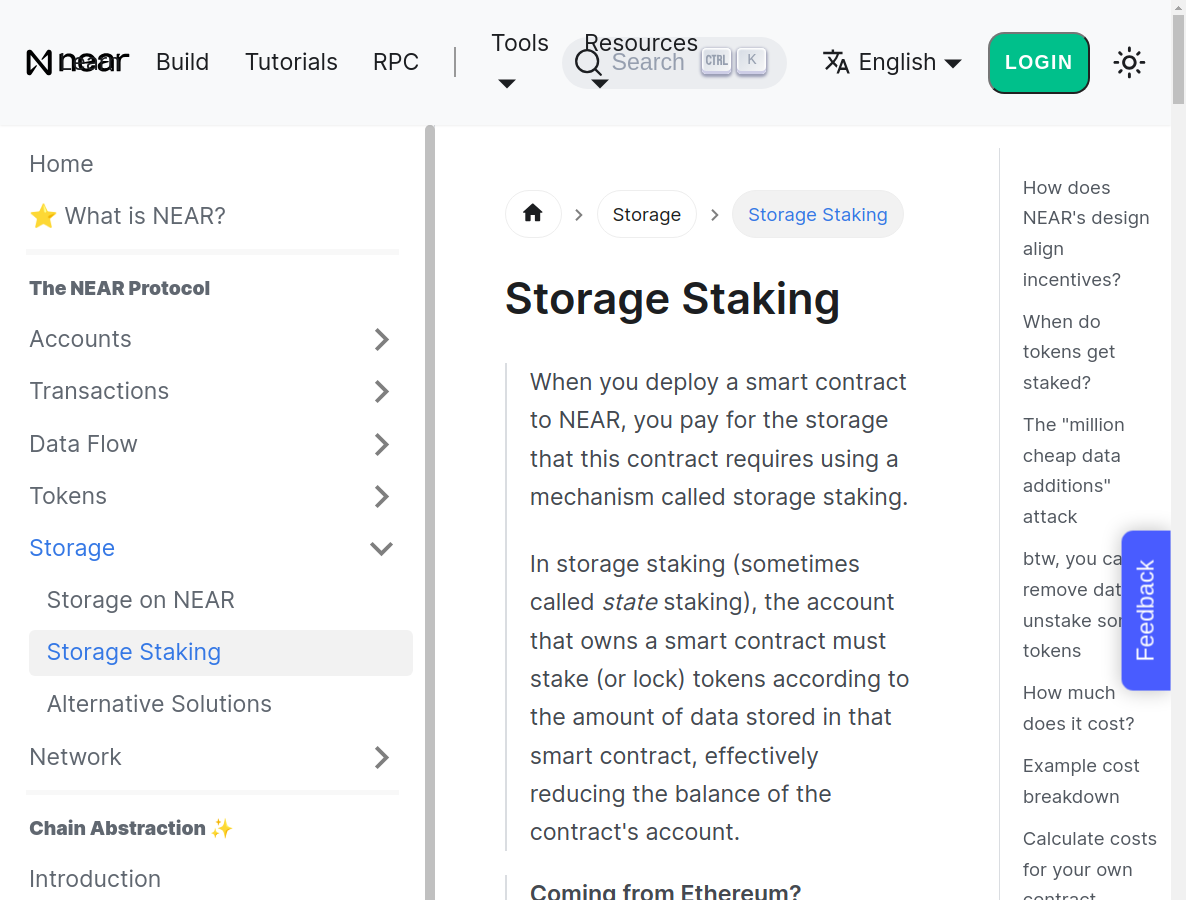 near
Learn
Build
Tutorials
RPC
Tools
Resources
Search
CTRL
K
English
LOGIN
Home
⭐ What is NEAR?
The NEAR Protocol
Accounts
Transactions
Data Flow
Tokens
Storage
Storage on NEAR
Storage Staking
Alternative Solutions
Network
Chain Abstraction ✨
Introduction
Storage
Storage Staking
Storage Staking
When you deploy a smart contract
to NEAR, you pay for the storage
that this contract requires using a
mechanism called storage staking.
In storage staking (sometimes
called state staking), the account
that owns a smart contract must
stake (or lock) tokens according to
the amount of data stored in that
smart contract, effectively
reducing the balance of the
contract's account.
Coming from Ethereum?
How does
NEAR's design
align
incentives?
When do
tokens get
staked?
The "million
cheap data
additions"
attack
btw, you ca
remove dat
unstake sor
tokens
How much
does it cost?
Example cost
breakdown
Calculate costs
for your own
contract
Feedback